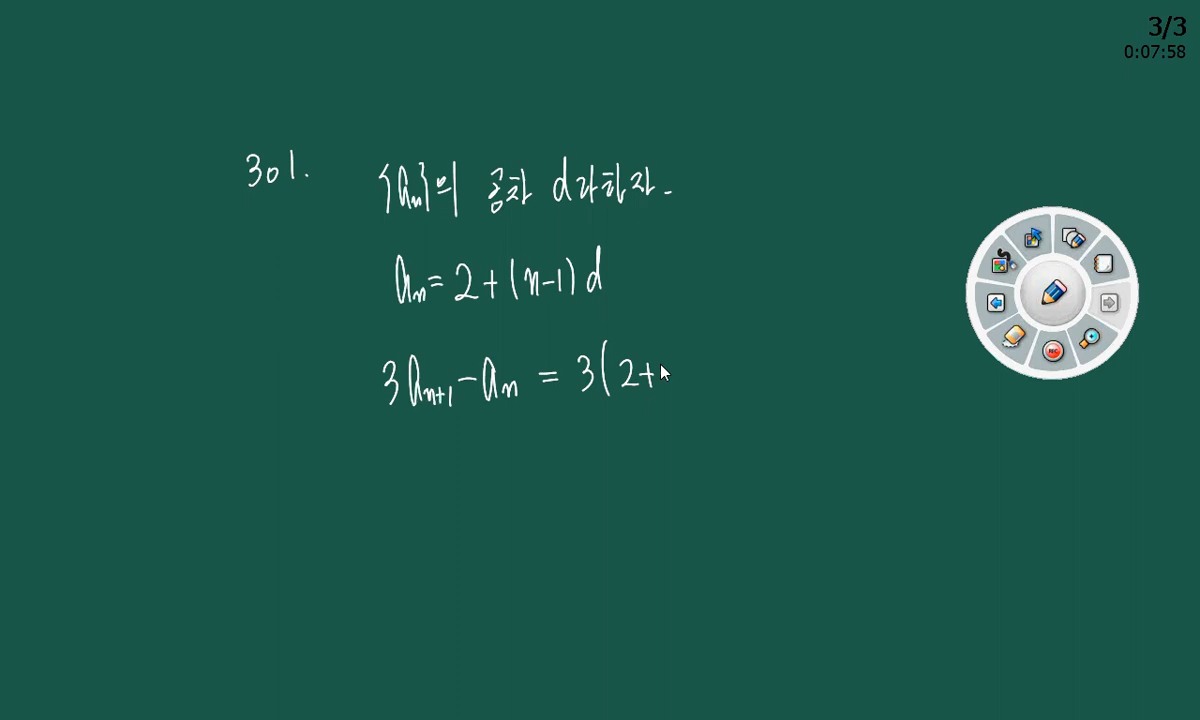 3/3
0:07:58
301. {aₙ}의 공차 d라 하자.
aₙ = 2 + (n-1) d
3aₙ₊₁ - aₙ = 3(2+